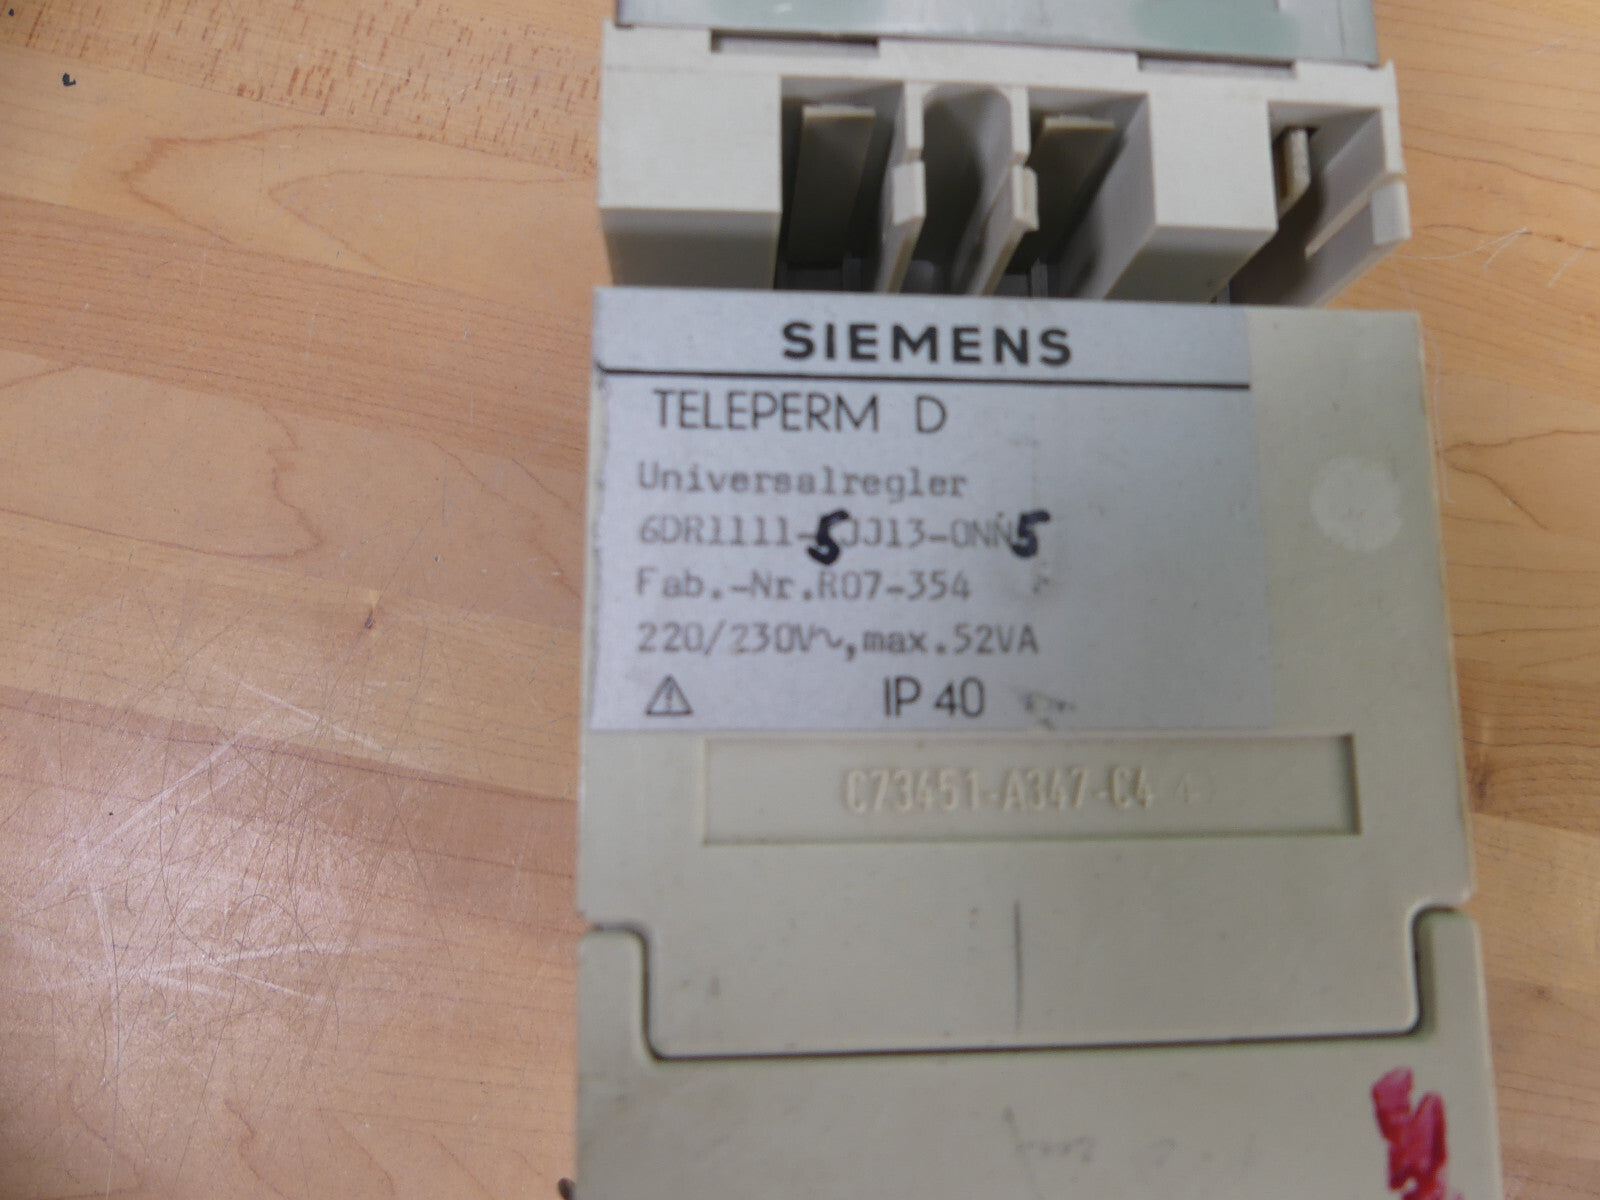 SIEMENS
TELEPERM D
Universalregler
6DR1111-5JJ13-0NN5
Fab.-Nr.R07-354
220/230V~,max.52VA
IP 40
C73451-A347-C4 4